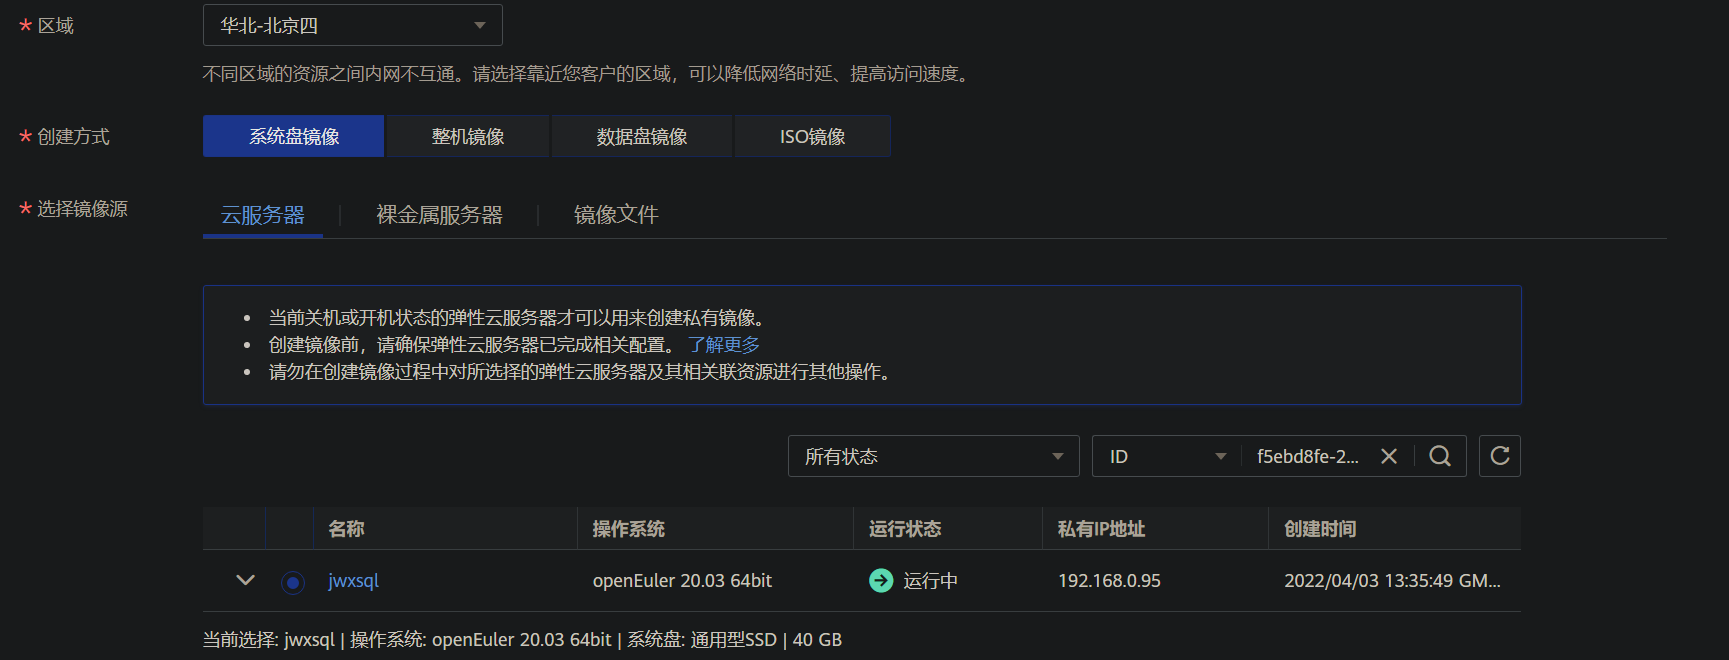 * 区域 华北-北京四
不同区域的资源之间内网不互通。请选择靠近您客户的区域，可以降低网络时延、提高访问速度。
* 创建方式 系统盘镜像 整机镜像 数据盘镜像 ISO镜像
* 选择镜像源 云服务器 | 裸金属服务器 | 镜像文件
• 当前关机或开机状态的弹性云服务器才可以用来创建私有镜像。
• 创建镜像前，请确保弹性云服务器已完成相关配置。 了解更多
• 请勿在创建镜像过程中对所选择的弹性云服务器及其相关联资源进行其他操作。
所有状态 ID f5ebd8fe-2...
名称 操作系统 运行状态 私有IP地址 创建时间
jwxsql openEuler 20.03 64bit 运行中 192.168.0.95 2022/04/03 13:35:49 GM...
当前选择: jwxsql | 操作系统: openEuler 20.03 64bit | 系统盘: 通用型SSD | 40 GB